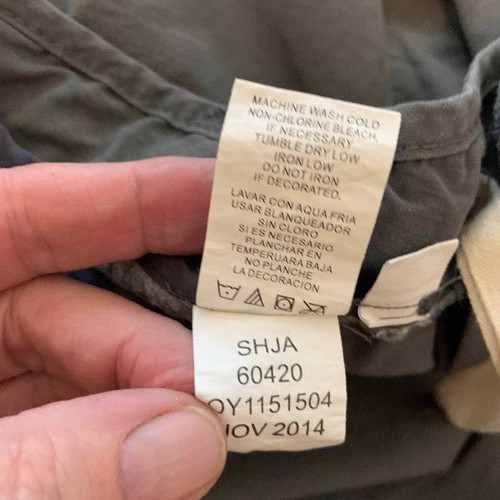 MACHINE WASH COLD
NON-CHLORINE BLEACH,
IF NECESSARY
TUMBLE DRY LOW
IRON LOW
DO NOT IRON
IF DECORATED.
LAVAR CON AQUA FRIA
USAR BLANQUEADOR
SIN CLORO
SI ES NECESARIO
PLANCHAR EN
TEMPERUARA BAJA
NO PLANCHE
LA DECORACION
SHJA
60420
OY1151504
NOV 2014